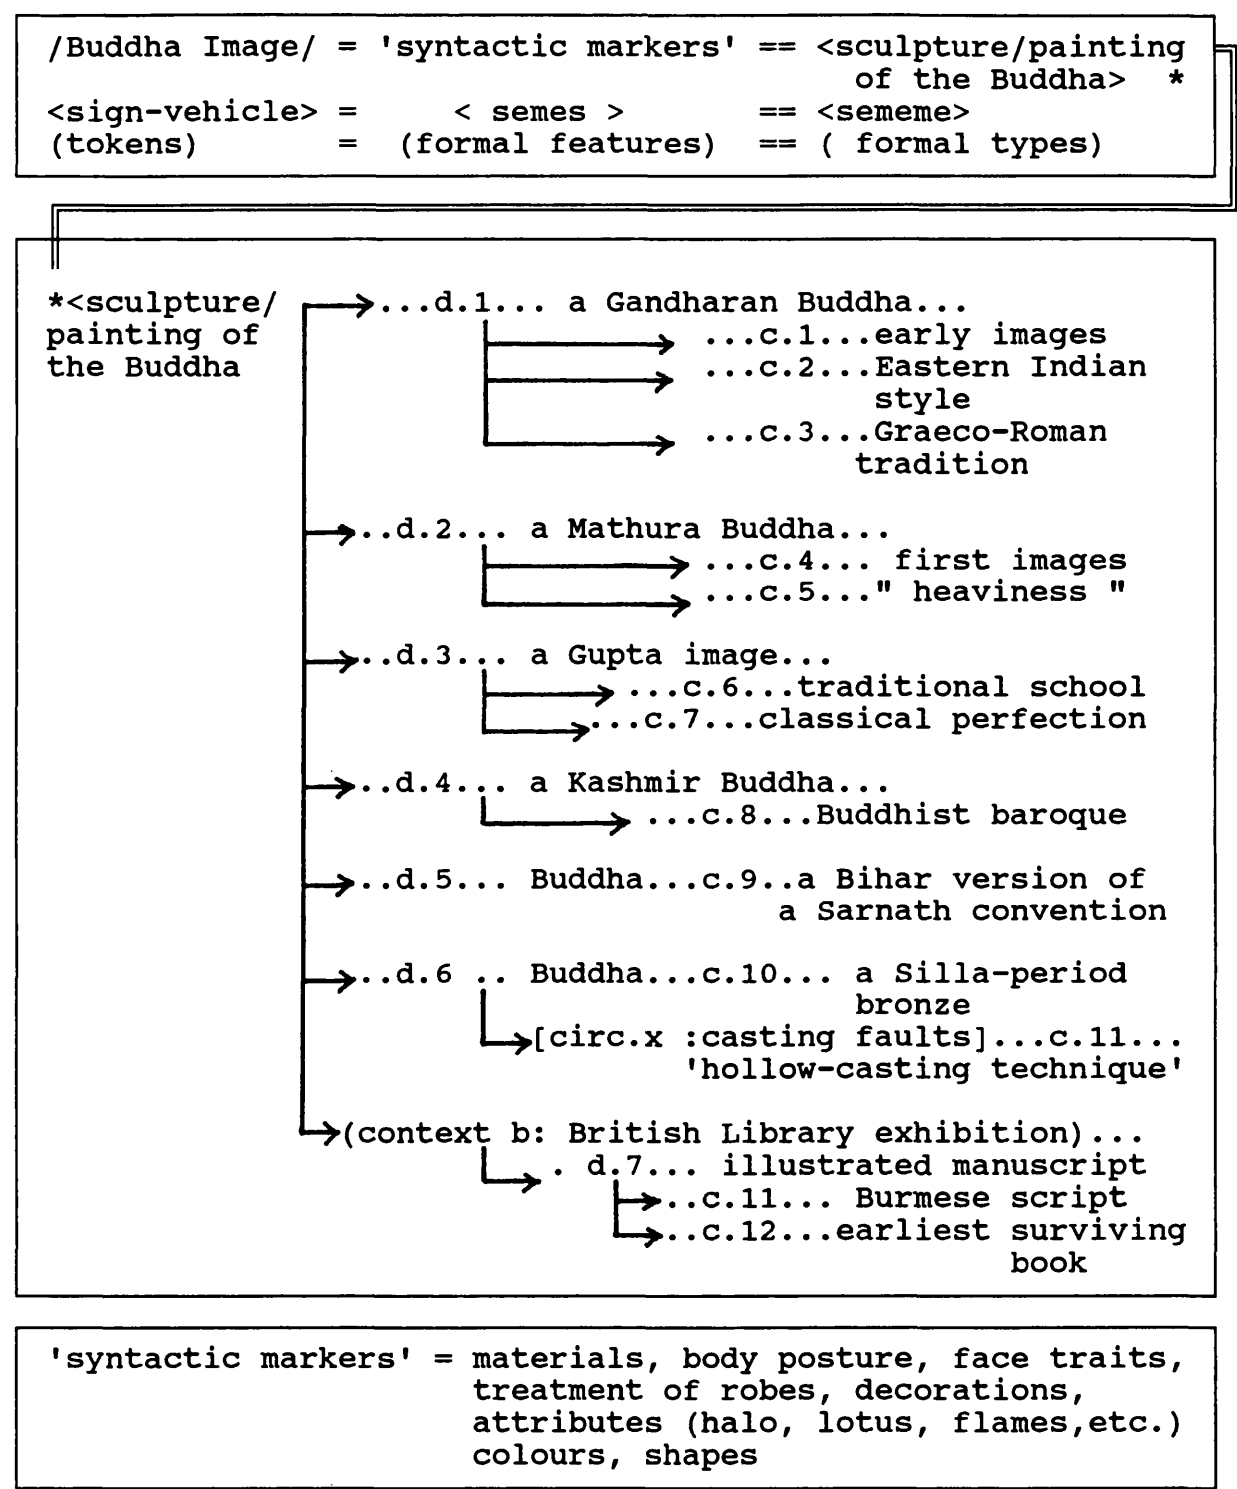 /Buddha Image/ = 'syntactic markers' == <sculpture/painting
of the Buddha> *
<sign-vehicle> = < semes > == <sememe>
(tokens) = (formal features) == ( formal types)
*<sculpture/
painting of
the Buddha
...d.1... a Gandharan Buddha...
...c.1...early images
...c.2...Eastern Indian
style
...c.3...Graeco-Roman
tradition
..d.2... a Mathura Buddha...
...c.4... first images
...c.5..." heaviness "
..d.3... a Gupta image...
...c.6...traditional school
...c.7...classical perfection
..d.4... a Kashmir Buddha...
...c.8...Buddhist baroque
..d.5... Buddha...c.9..a Bihar version of
a Sarnath convention
..d.6 .. Buddha...c.10... a Silla-period
bronze
[circ.x :casting faults]...c.11...
'hollow-casting technique'
(context b: British Library exhibition)...
. d.7... illustrated manuscript
..c.11... Burmese script
..c.12...earliest surviving
book
'syntactic markers' = materials, body posture, face traits,
treatment of robes, decorations,
attributes (halo, lotus, flames,etc.)
colours, shapes